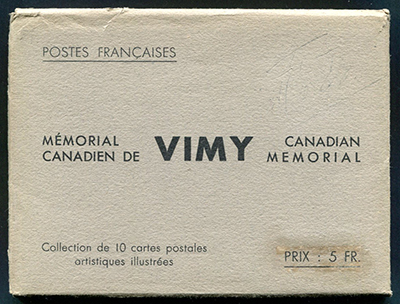 POSTES FRANÇAISES
MÉMORIAL
CANADIEN DE
VIMY
CANADIAN
MEMORIAL
Collection de 10 cartes postales
artistiques illustrées
PRIX : 5 FR.